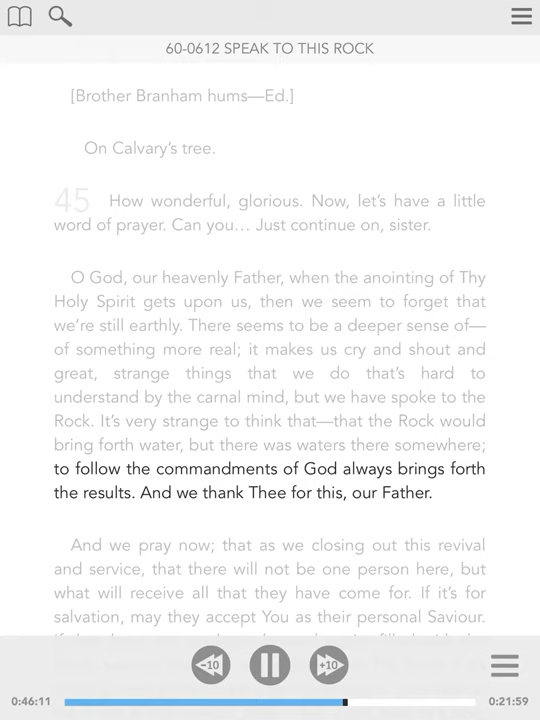 60-0612 SPEAK TO THIS ROCK
[Brother Branham hums—Ed.]
On Calvary's tree.
45 How wonderful, glorious. Now, let's have a little
word of prayer. Can you… Just continue on, sister.
O God, our heavenly Father, when the anointing of Thy
Holy Spirit gets upon us, then we seem to forget that
we're still earthly. There seems to be a deeper sense of—
of something more real; it makes us cry and shout and
great, strange things that we do that's hard to
understand by the carnal mind, but we have spoke to the
Rock. It's very strange to think that—that the Rock would
bring forth water, but there was waters there somewhere;
to follow the commandments of God always brings forth
the results. And we thank Thee for this, our Father.
And we pray now; that as we closing out this revival
and service, that there will not be one person here, but
what will receive all that they have come for. If it's for
salvation, may they accept You as their personal Saviour.
-10
+10
0:46:11
0:21:59